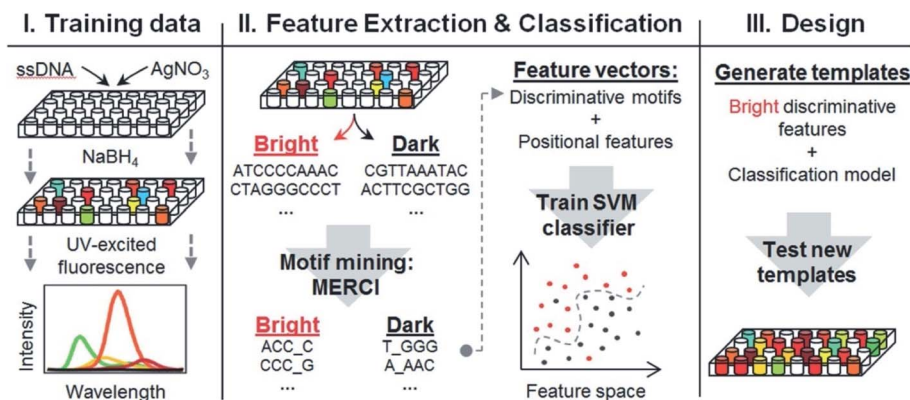 I. Training data
ssDNA
AgNO3
NaBH4
UV-excited
fluorescence
Intensity
Wavelength
II. Feature Extraction & Classification
Bright
ATCCCCAAAC
CTAGGGCCCT
...
Dark
CGTTAAATAC
ACTTCGCTGG
...
Motif mining:
MERCI
Bright
ACC_C
CCC_G
...
Dark
T_GGG
A_AAC
...
Feature vectors:
Discriminative motifs
+
Positional features
Train SVM
classifier
Feature space
III. Design
Generate templates
Bright discriminative
features
+
Classification model
Test new
templates